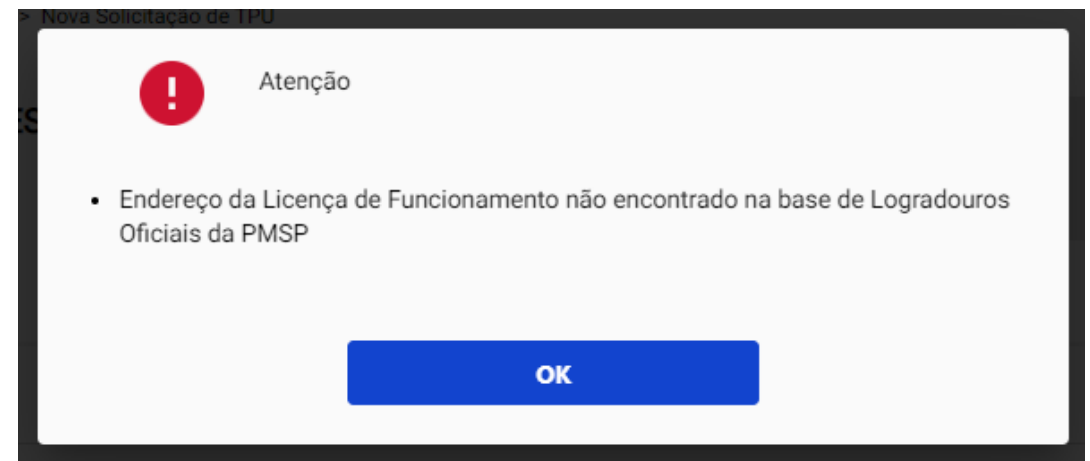 > Nova Solicitação de TPU
Atenção
ES
• Endereço da Licença de Funcionamento não encontrado na base de Logradouros
Oficiais da PMSP
OK